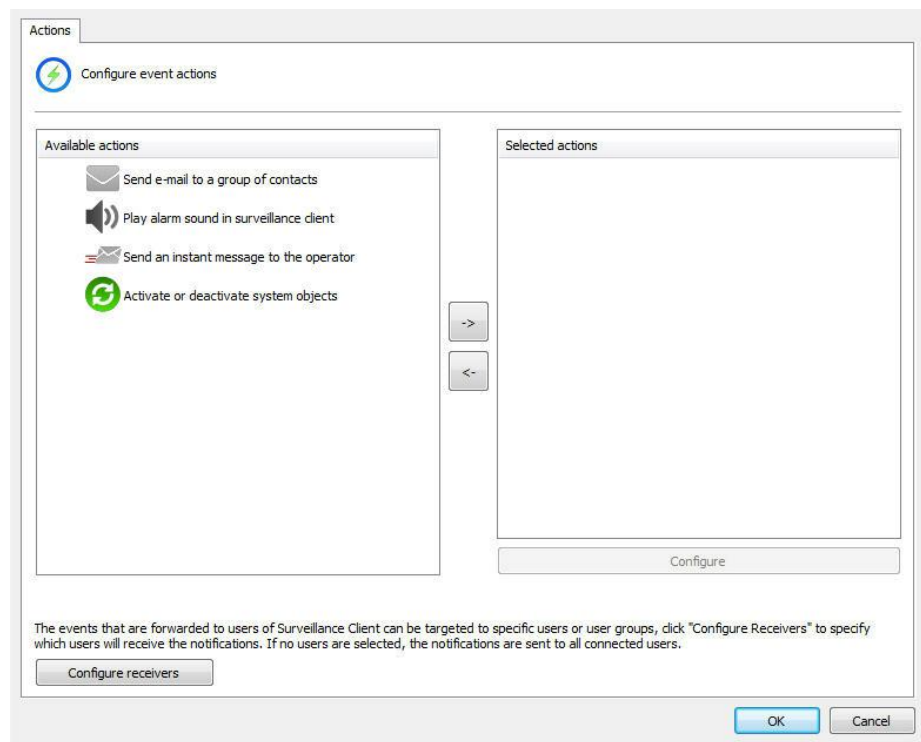 Actions
Configure event actions
Available actions
Send e-mail to a group of contacts
Play alarm sound in surveillance client
Send an instant message to the operator
Activate or deactivate system objects
->
<-
Selected actions
Configure
The events that are forwarded to users of Surveillance Client can be targeted to specific users or user groups, click "Configure Receivers" to specify
which users will receive the notifications. If no users are selected, the notifications are sent to all connected users.
Configure receivers
OK
Cancel